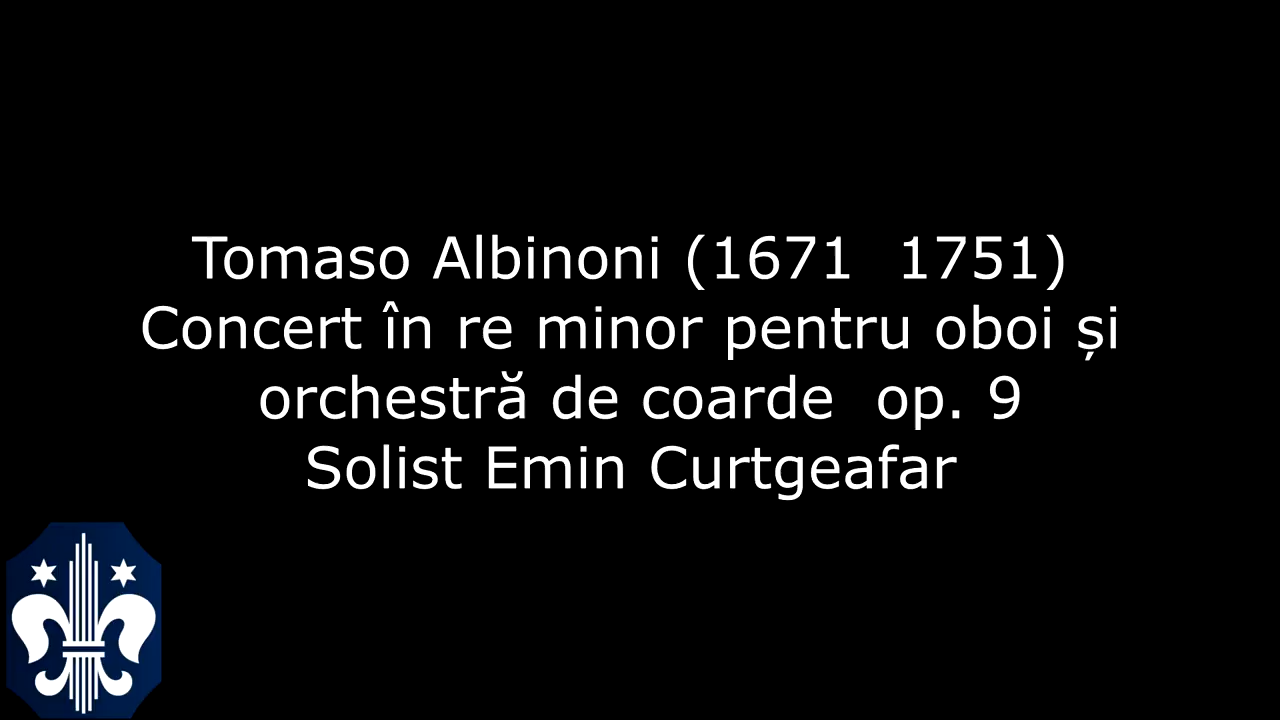 Tomaso Albinoni (1671  1751)
Concert în re minor pentru oboi și
orchestră de coarde  op. 9
Solist Emin Curtgeafar